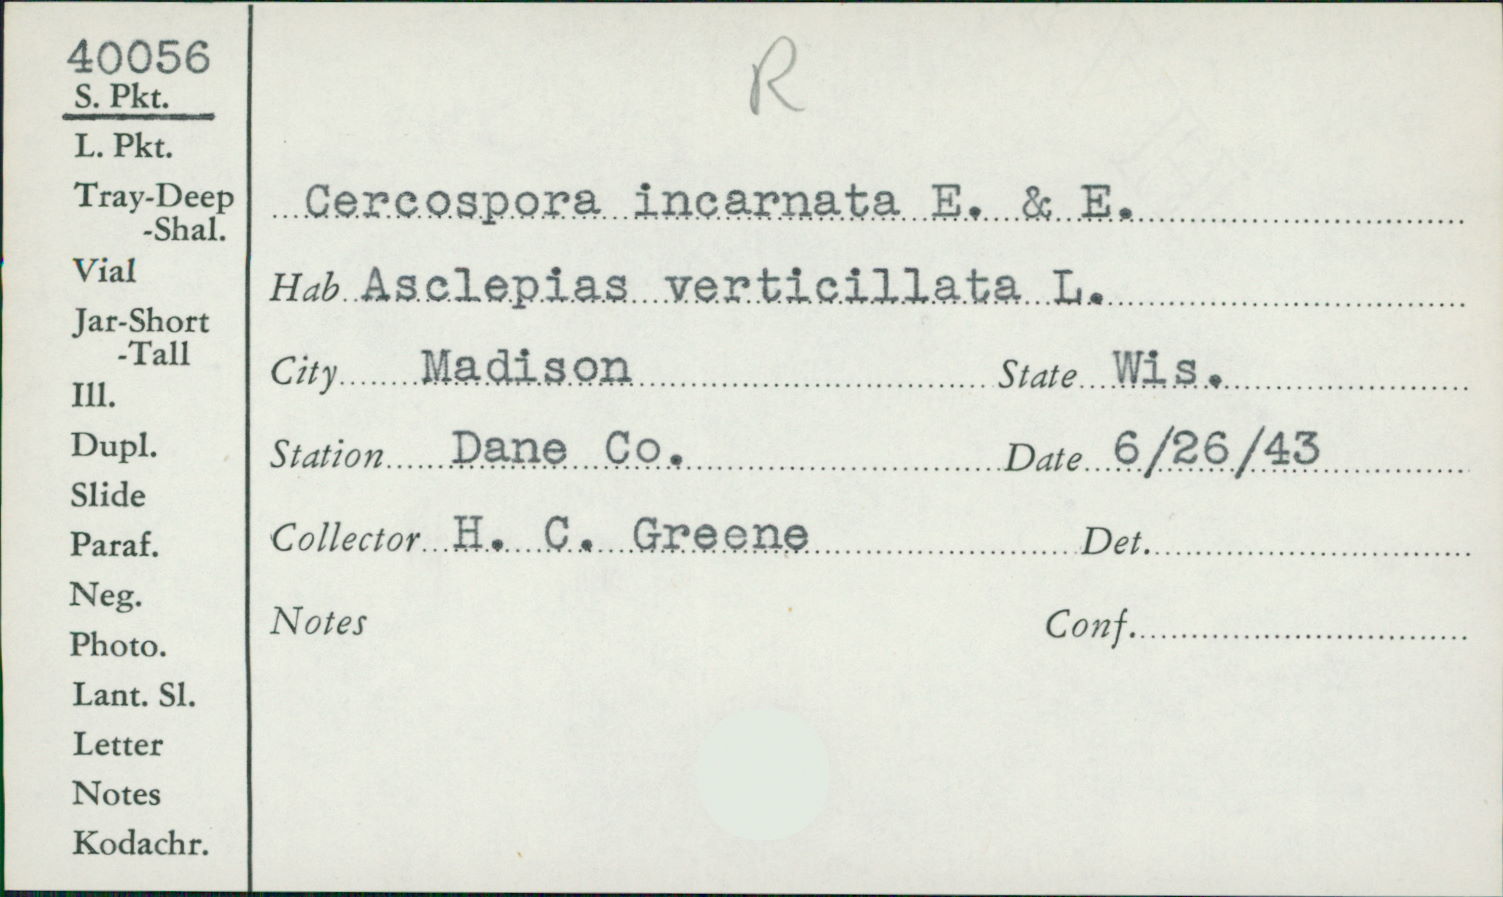 40056
S. Pkt.
L. Pkt.
Tray-Deep
-Shal.
Vial
Jar-Short
-Tall
Ill.
Dupl.
Slide
Paraf.
Neg.
Photo.
Lant. Sl.
Letter
Notes
Kodachr.
R
Cercospora incarnata E. & E.
Hab Asclepias verticillata L.
City Madison State Wis.
Station Dane Co. Date 6/26/43
Collector H. C. Greene Det.
Notes Conf.